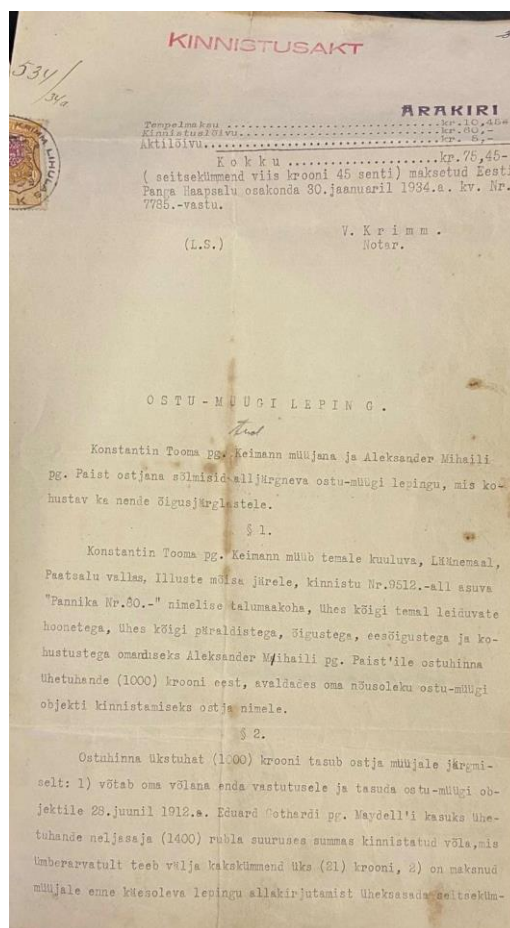 KINNISTUSAKT
534/34a
ÄRAKIRI
Tempelmaksu ...........................kr.10,45
Kinnistuslõivu.........................kr.60,-
Aktilõivu..............................kr. 5,-
K o k k u ..................kr.75,45-
( seitsekümmend viis krooni 45 senti) maksetud Eesti
Panga Haapsalu osakonda 30.jaanuaril 1934.a. kv. Nr.
7785.-vastu.
V. K r i m m .
(L.S.) Notar.
KRIMM LIHULAS
K
O S T U - M Ü Ü G I L E P I N G .
Konstantin Tooma pg. Keimann müüjana ja Aleksander Mihaili
pg. Paist ostjana sõlmisid alljärgneva ostu-müügi lepingu, mis ko-
hustav ka nende õigusjärglastele.
§ 1.
Konstantin Tooma pg. Keimann müüb temale kuuluva, Läänemaal,
Paatsalu vallas, Illuste mõisa järele, kinnistu Nr.9512.-all asuva
"Pannika Nr.80.-" nimelise talumaakoha, ühes kõigi temal leiduvate
hoonetega, ühes kõigi päraldistega, õigustega, eesõigustega ja ko-
hustustega omanduseks Aleksander Mihaili pg. Paist'ile ostuhinna
ühetuhande (1000) krooni eest, avaldades oma nõusoleku ostu-müügi
objekti kinnistamiseks ostja nimele.
§ 2.
Ostuhinna ükstuhat (1000) krooni tasub ostja müüjale järgmi-
selt: 1) võtab oma võlana enda vastutusele ja tasuda ostu-müügi ob-
jektile 28.juunil 1912.a. Eduard Gothardi pg. Maydell'i kasuks ühe-
tuhande neljasaja (1400) rubla suuruses summas kinnistatud võla,mis
ümberarvatult teeb välja kakskümmend üks (21) krooni, 2) on maksnud
müüjale enne käesoleva lepingu allakirjutamist üheksasada seitseküm-